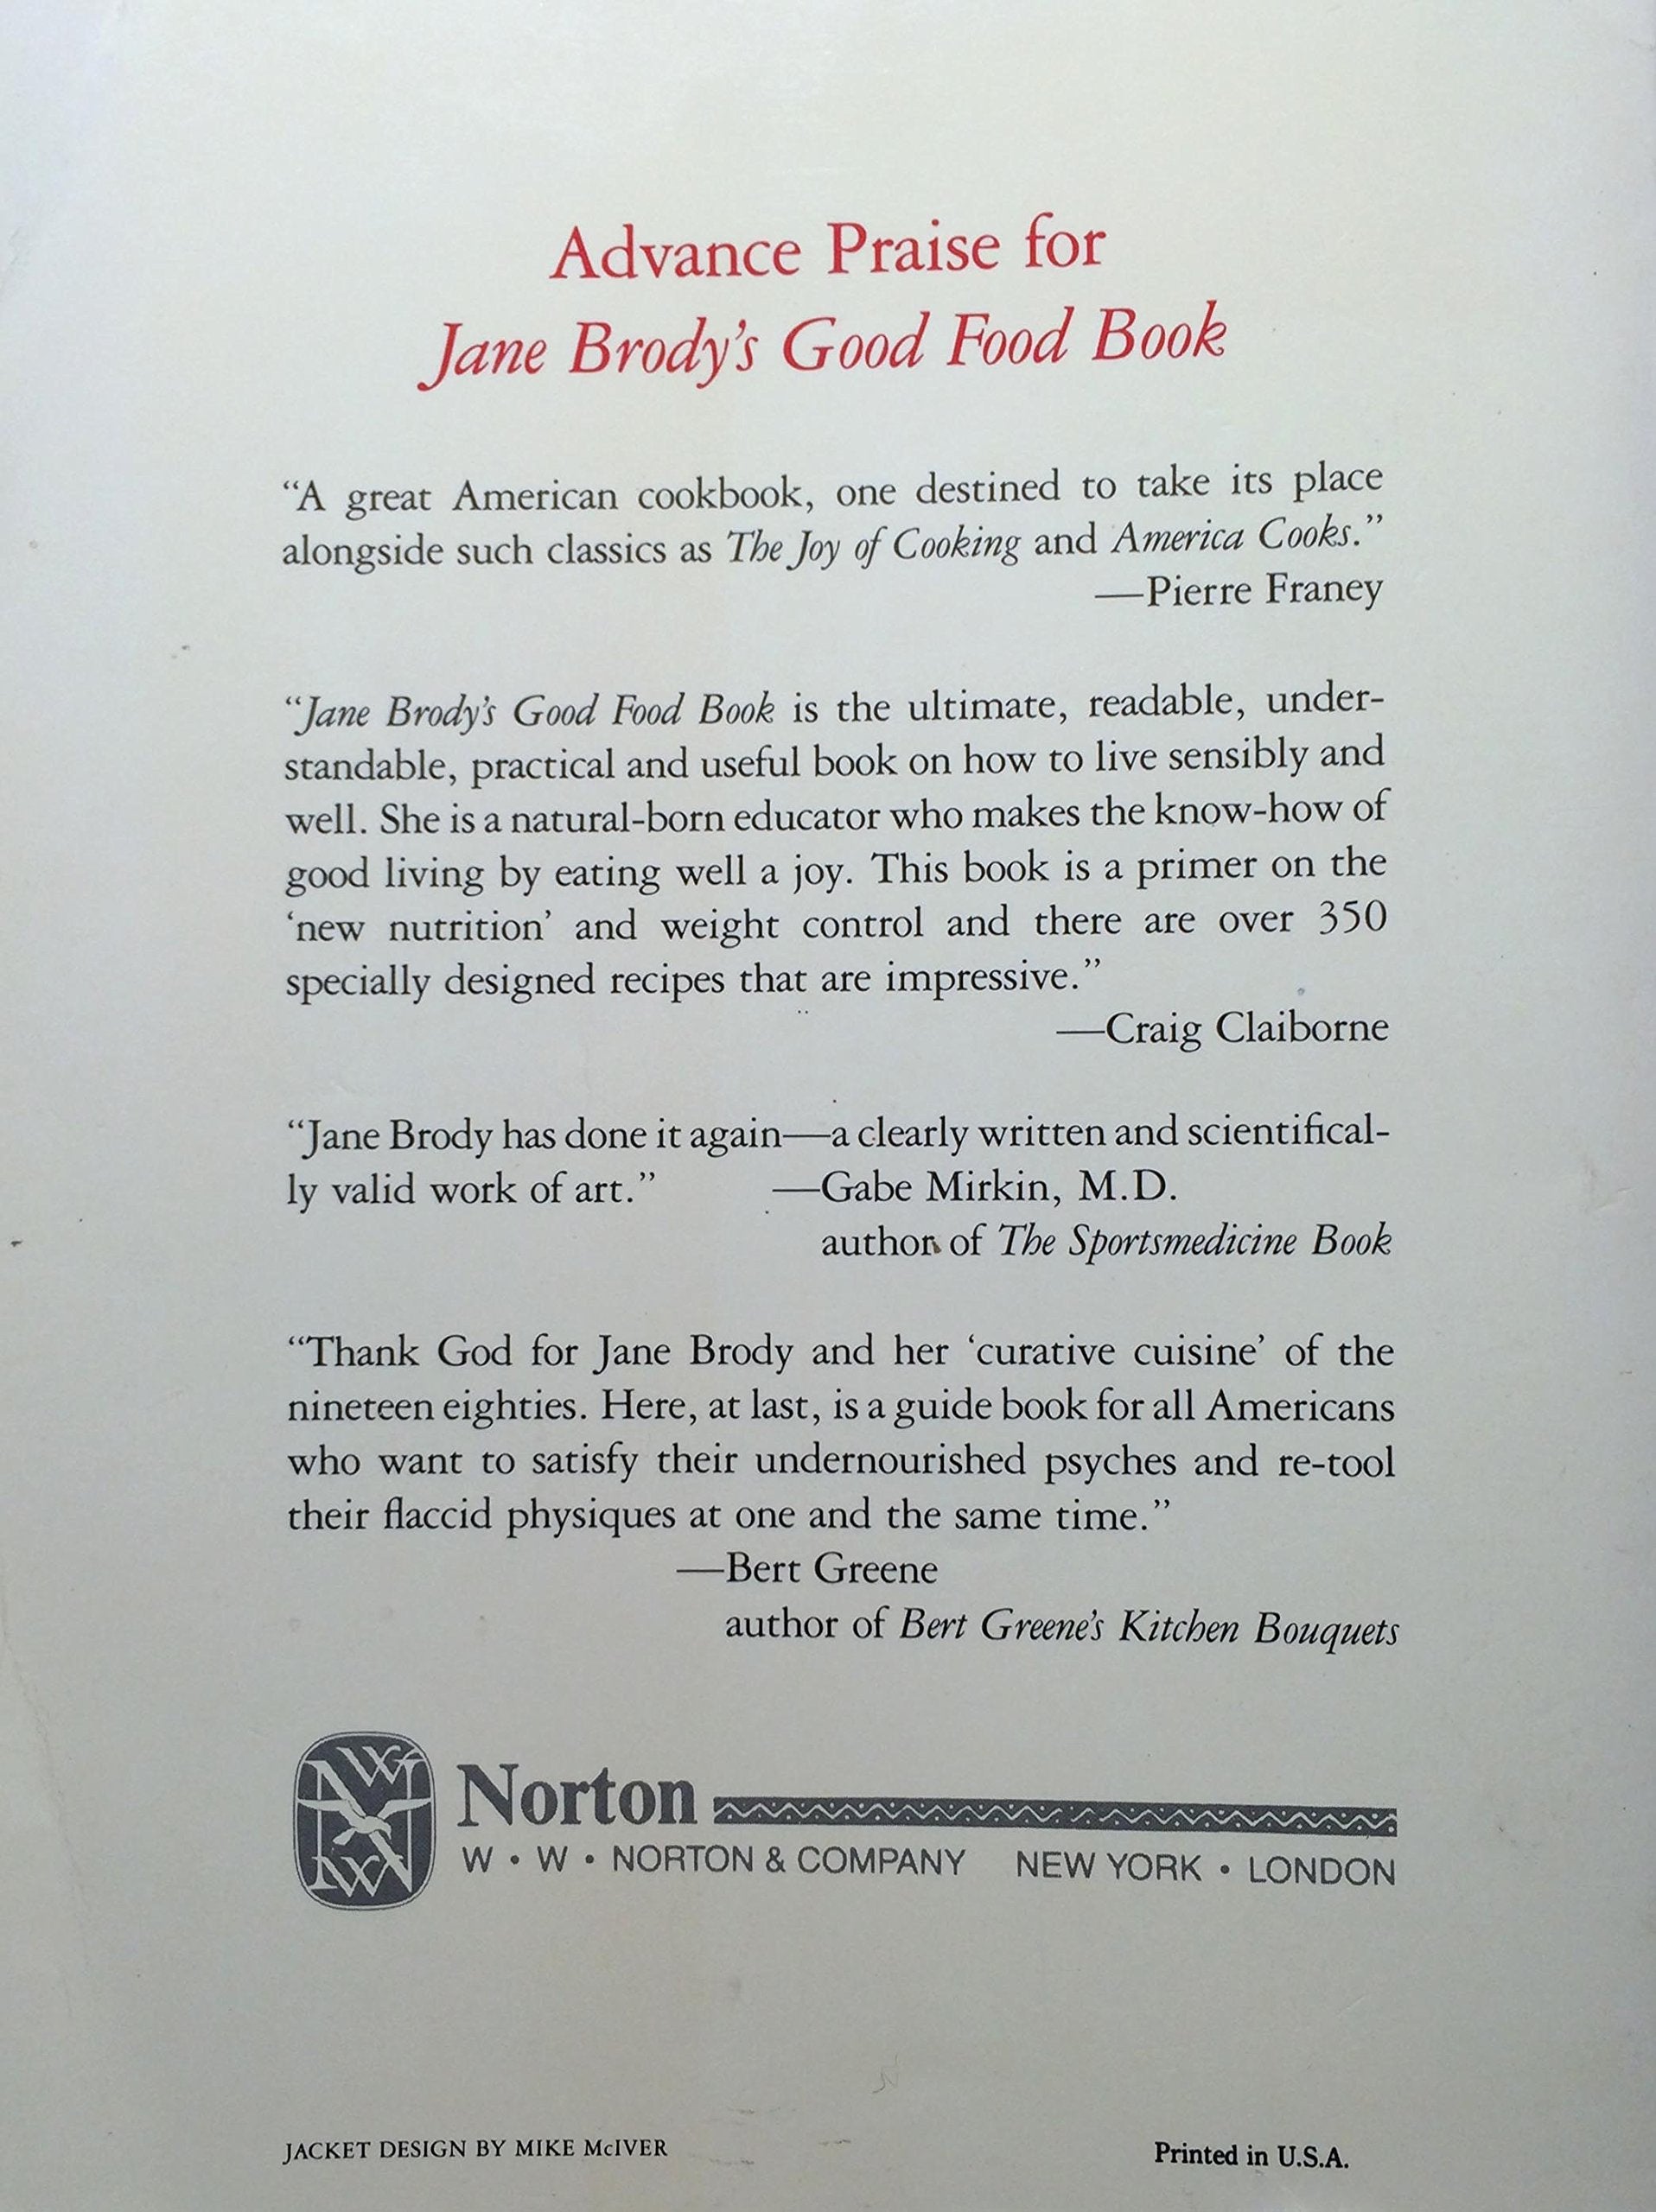 Advance Praise for
Jane Brody's Good Food Book
“A great American cookbook, one destined to take its place
alongside such classics as The Joy of Cooking and America Cooks.”
—Pierre Franey
“Jane Brody's Good Food Book is the ultimate, readable, under-
standable, practical and useful book on how to live sensibly and
well. She is a natural-born educator who makes the know-how of
good living by eating well a joy. This book is a primer on the
‘new nutrition’ and weight control and there are over 350
specially designed recipes that are impressive.”
—Craig Claiborne
“Jane Brody has done it again—a clearly written and scientifical-
ly valid work of art.” —Gabe Mirkin, M.D.
author of The Sportsmedicine Book
“Thank God for Jane Brody and her ‘curative cuisine’ of the
nineteen eighties. Here, at last, is a guide book for all Americans
who want to satisfy their undernourished psyches and re-tool
their flaccid physiques at one and the same time.”
—Bert Greene
author of Bert Greene's Kitchen Bouquets
Norton
W • W • NORTON & COMPANY NEW YORK • LONDON
JACKET DESIGN BY MIKE McIVER Printed in U.S.A.